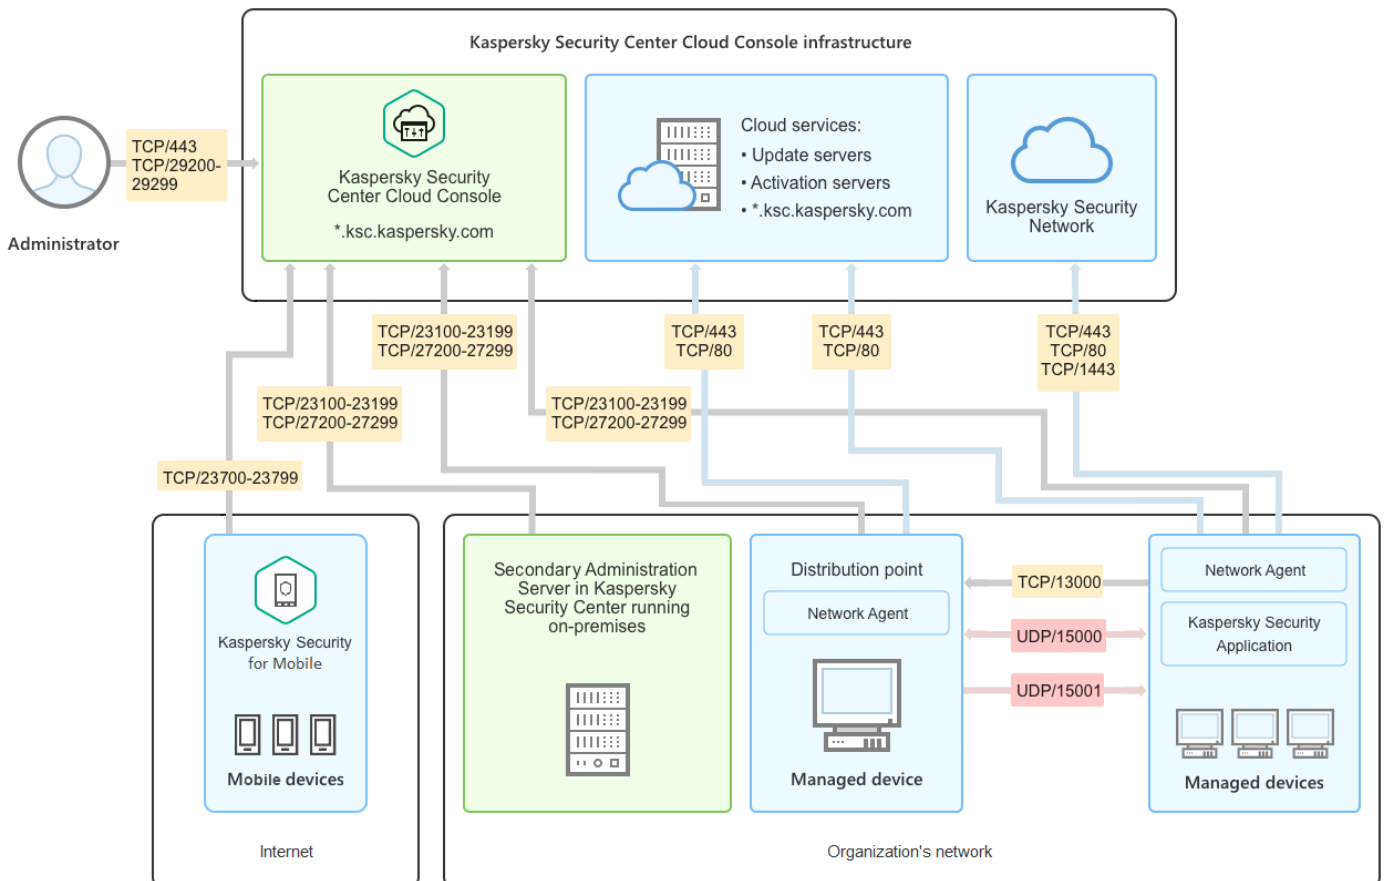 Kaspersky Security Center Cloud Console infrastructure
TCP/443
TCP/29200-
29299
Administrator
Kaspersky Security
Center Cloud Console
*.ksc.kaspersky.com
Cloud services:
• Update servers
• Activation servers
• *.ksc.kaspersky.com
Kaspersky Security
Network
TCP/23100-23199
TCP/27200-27299
TCP/443
TCP/80
TCP/443
TCP/80
TCP/443
TCP/80
TCP/1443
TCP/23100-23199
TCP/27200-27299
TCP/23100-23199
TCP/27200-27299
TCP/23700-23799
Kaspersky Security
for Mobile
Mobile devices
Internet
Secondary Administration
Server in Kaspersky
Security Center running
on-premises
Distribution point
Network Agent
Managed device
TCP/13000
UDP/15000
UDP/15001
Network Agent
Kaspersky Security
Application
Managed devices
Organization's network